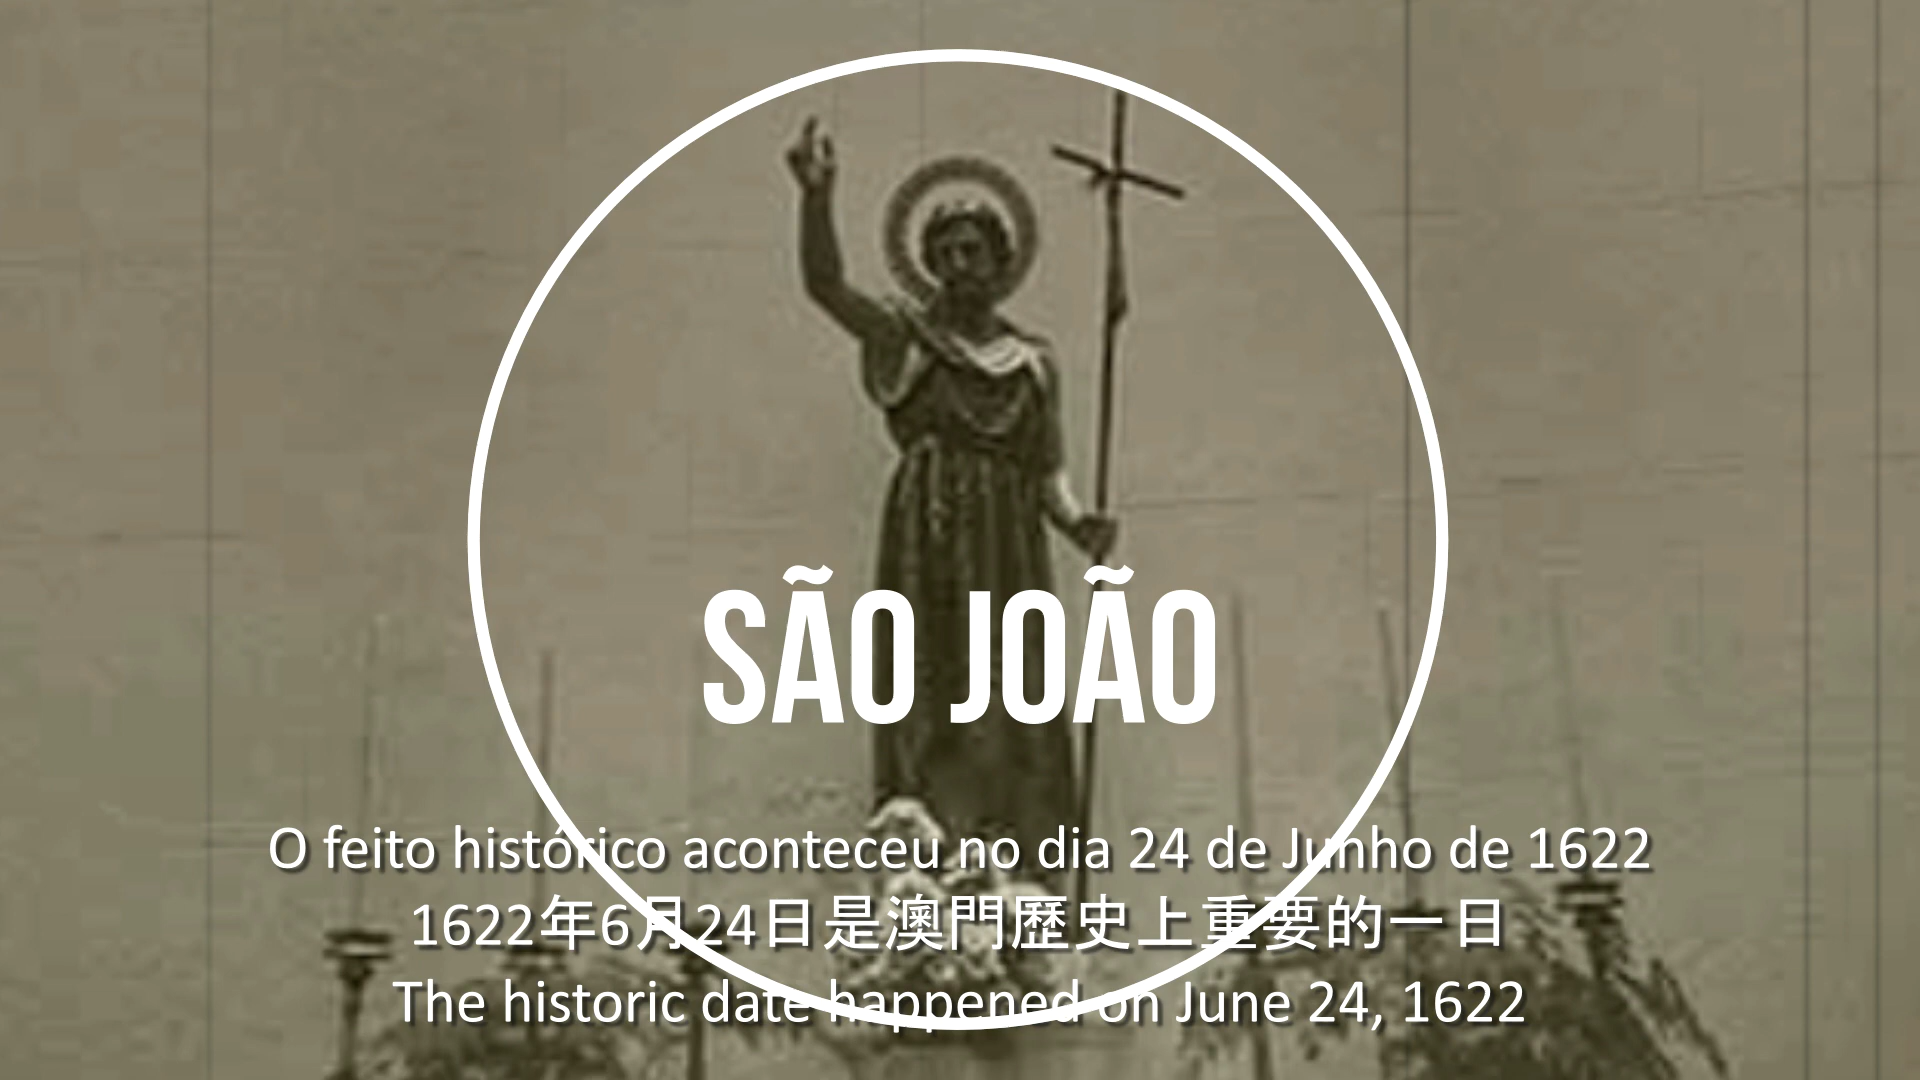 SÃO JOÃO
O feito histórico aconteceu no dia 24 de Junho de 1622
1622年6月24日是澳門歷史上重要的一日
The historic date happened on June 24, 1622